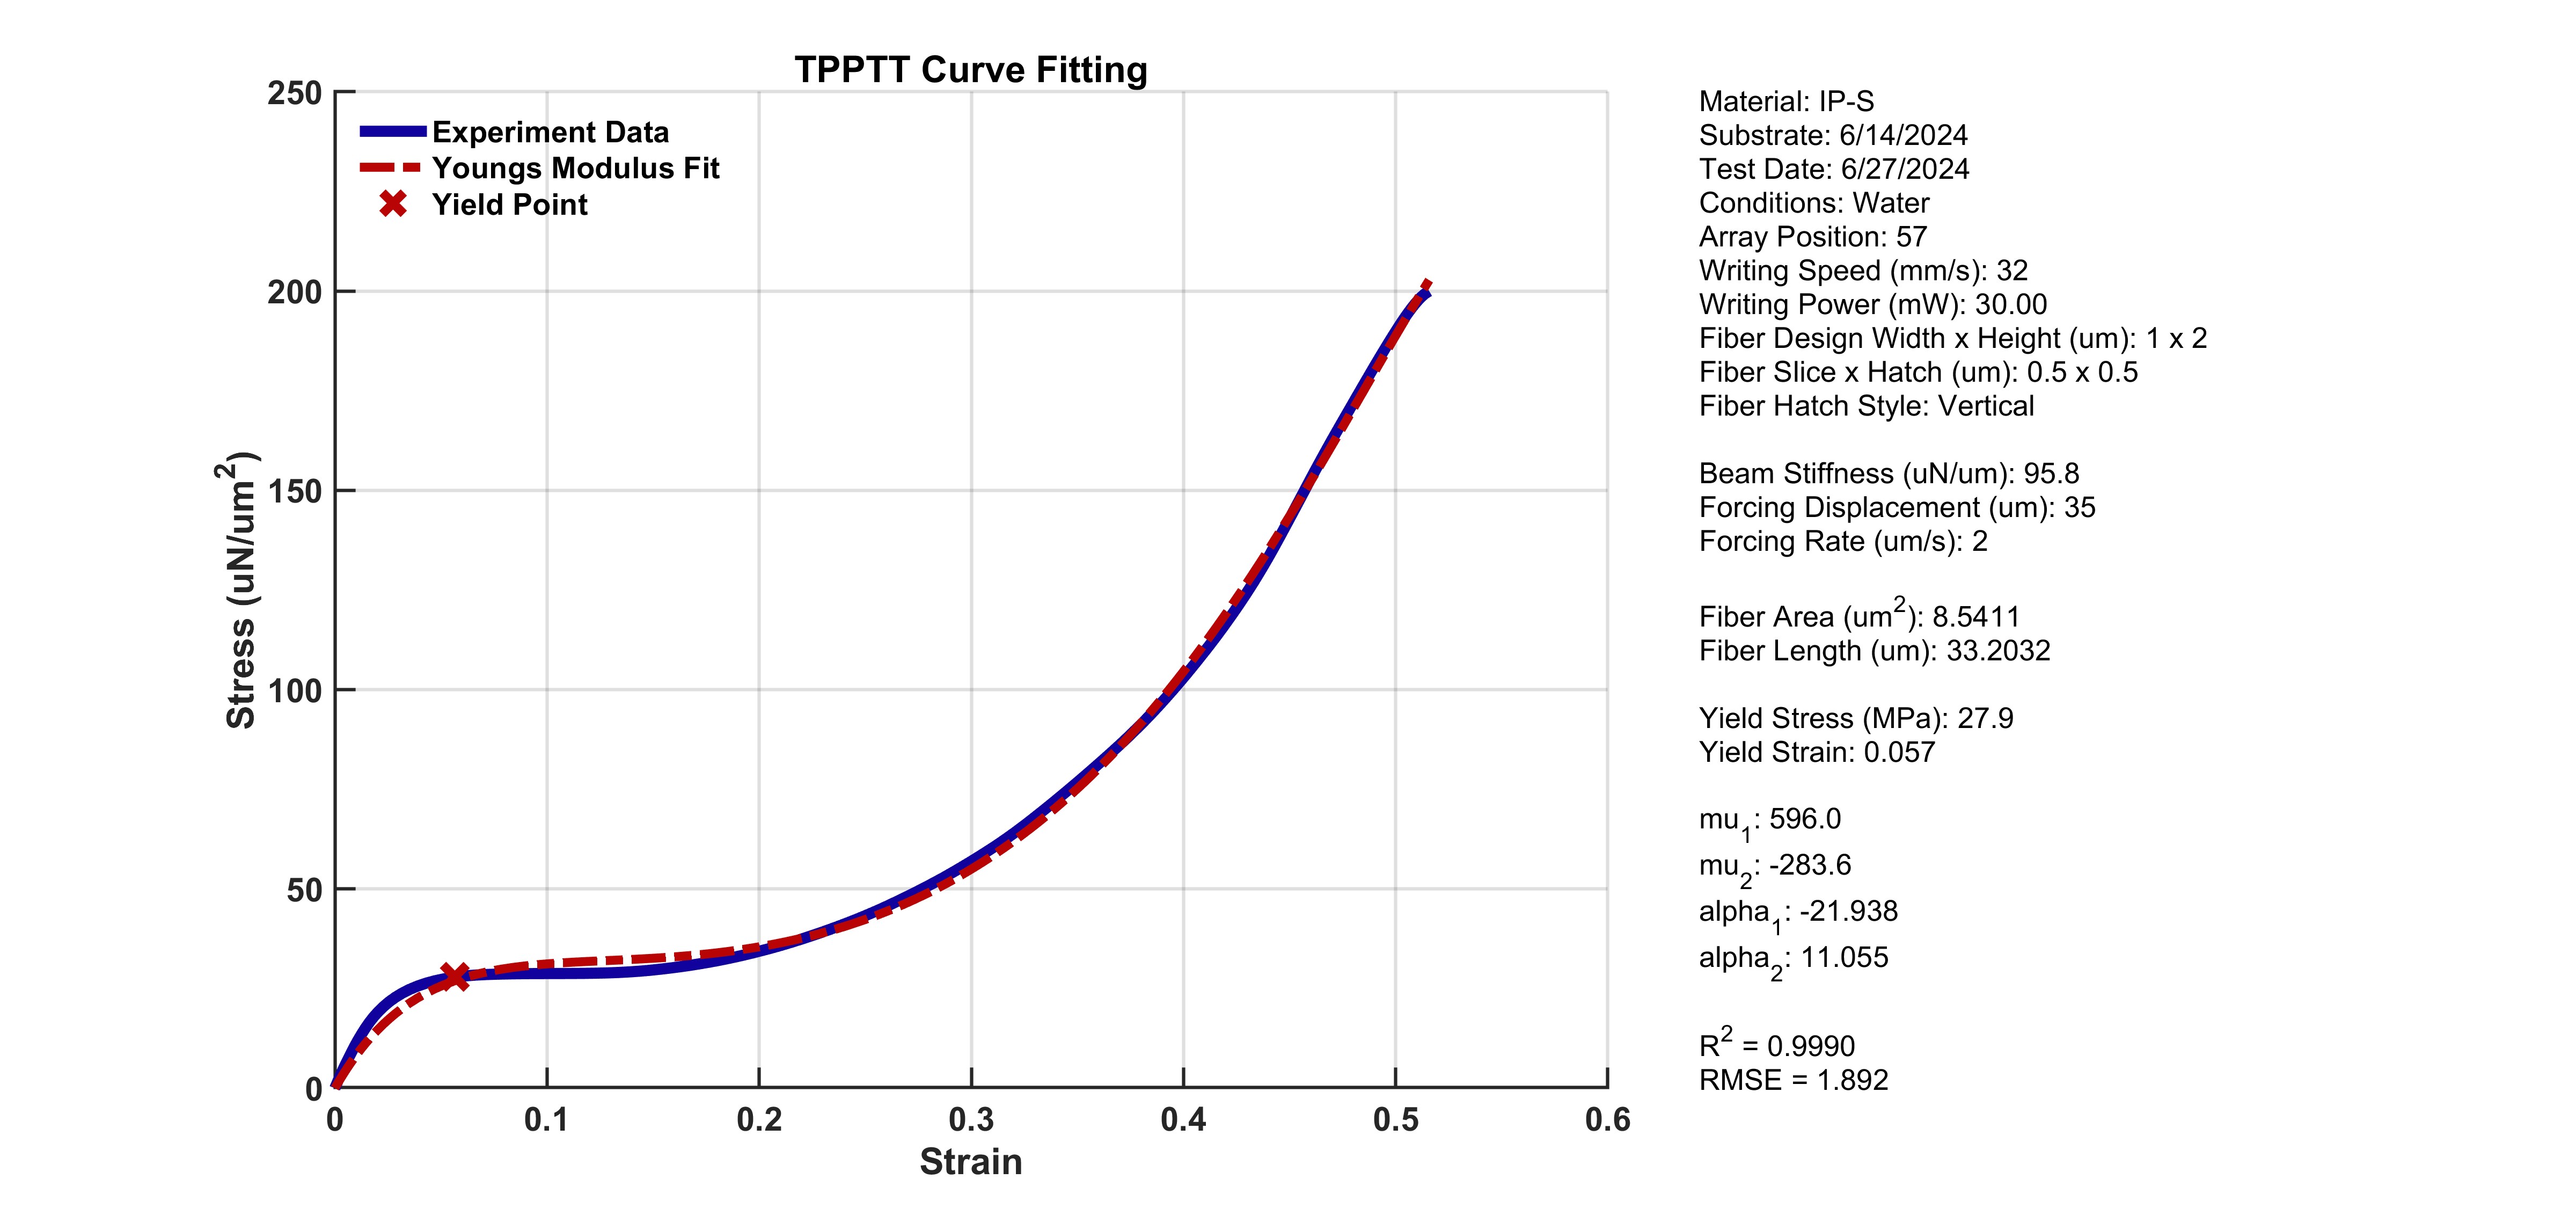 TPPTT Curve Fitting
250
200
150
100
50
0
Stress (uN/um²)
0
0.1
0.2
0.3
0.4
0.5
0.6
Strain
Experiment Data
Youngs Modulus Fit
Yield Point
Material: IP-S
Substrate: 6/14/2024
Test Date: 6/27/2024
Conditions: Water
Array Position: 57
Writing Speed (mm/s): 32
Writing Power (mW): 30.00
Fiber Design Width x Height (um): 1 x 2
Fiber Slice x Hatch (um): 0.5 x 0.5
Fiber Hatch Style: Vertical
Beam Stiffness (uN/um): 95.8
Forcing Displacement (um): 35
Forcing Rate (um/s): 2
Fiber Area (um²): 8.5411
Fiber Length (um): 33.2032
Yield Stress (MPa): 27.9
Yield Strain: 0.057
mu₁: 596.0
mu₂: -283.6
alpha₁: -21.938
alpha₂: 11.055
R² = 0.9990
RMSE = 1.892